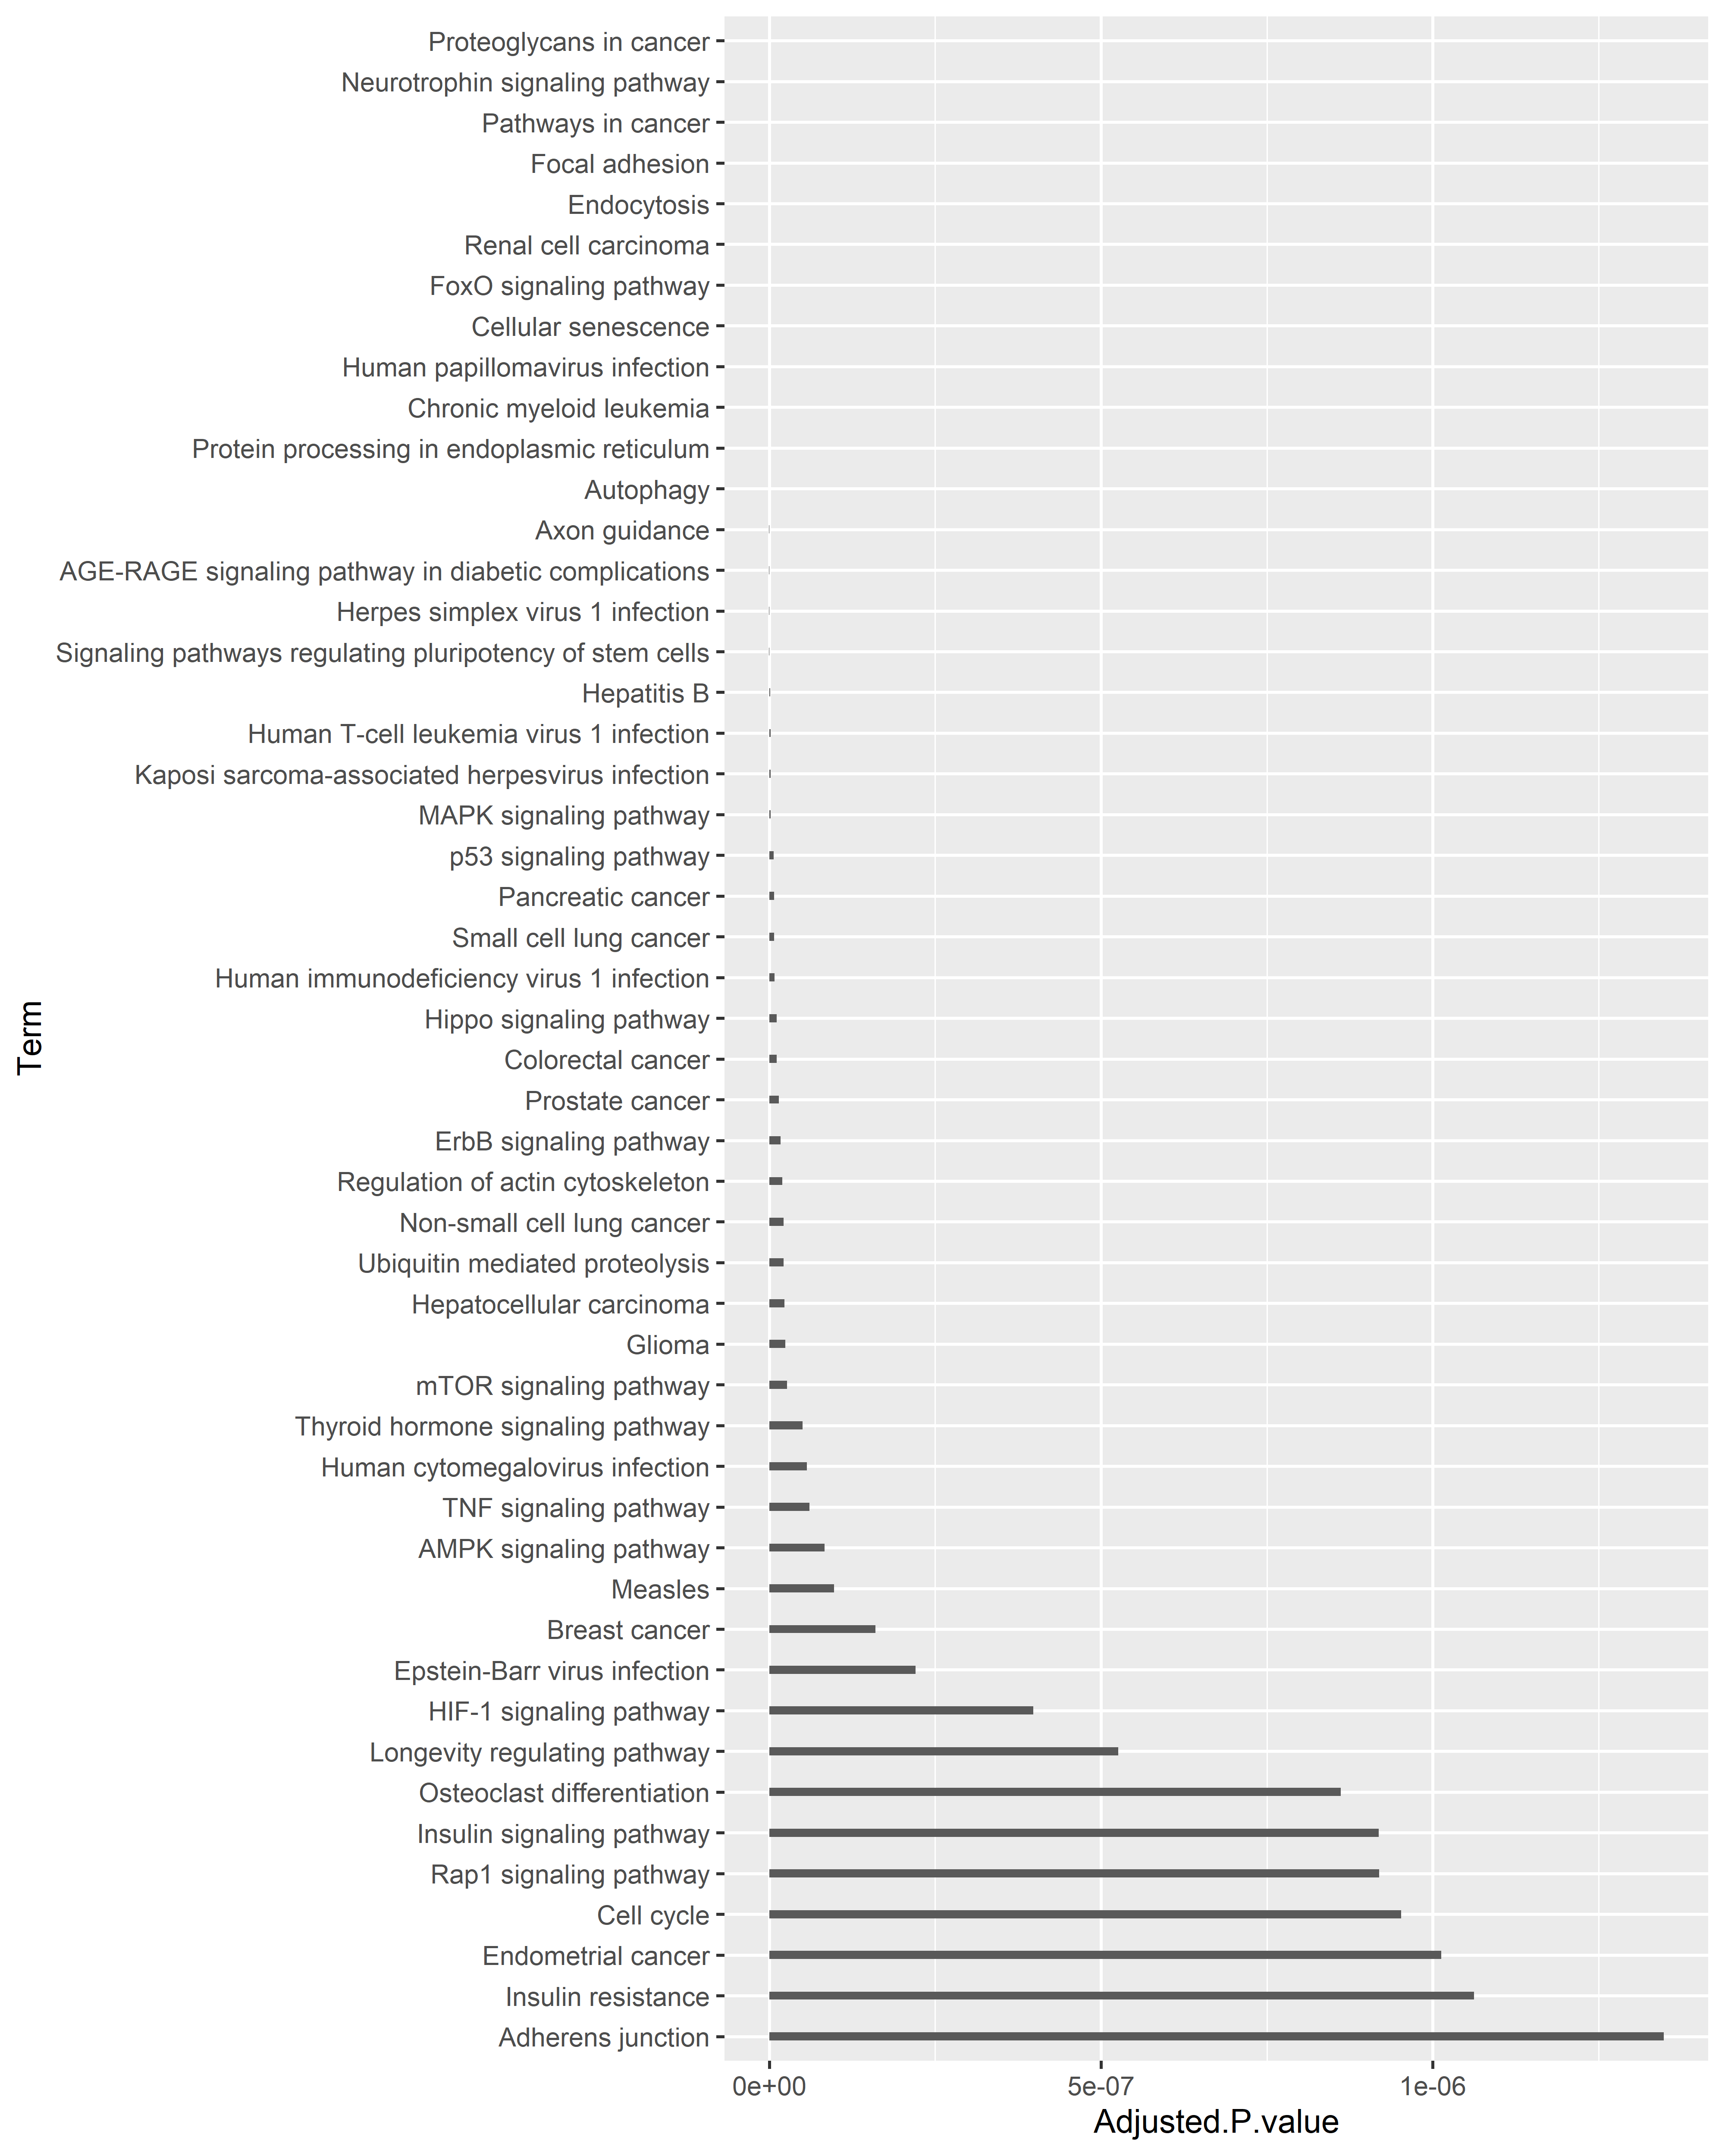 Proteoglycans in cancer
Neurotrophin signaling pathway
Pathways in cancer
Focal adhesion
Endocytosis
Renal cell carcinoma
FoxO signaling pathway
Cellular senescence
Human papillomavirus infection
Chronic myeloid leukemia
Protein processing in endoplasmic reticulum
Autophagy
Axon guidance
AGE-RAGE signaling pathway in diabetic complications
Herpes simplex virus 1 infection
Signaling pathways regulating pluripotency of stem cells
Hepatitis B
Human T-cell leukemia virus 1 infection
Kaposi sarcoma-associated herpesvirus infection
MAPK signaling pathway
p53 signaling pathway
Pancreatic cancer
Small cell lung cancer
Human immunodeficiency virus 1 infection
Hippo signaling pathway
Colorectal cancer
Prostate cancer
ErbB signaling pathway
Regulation of actin cytoskeleton
Non-small cell lung cancer
Ubiquitin mediated proteolysis
Hepatocellular carcinoma
Glioma
mTOR signaling pathway
Thyroid hormone signaling pathway
Human cytomegalovirus infection
TNF signaling pathway
AMPK signaling pathway
Measles
Breast cancer
Epstein-Barr virus infection
HIF-1 signaling pathway
Longevity regulating pathway
Osteoclast differentiation
Insulin signaling pathway
Rap1 signaling pathway
Cell cycle
Endometrial cancer
Insulin resistance
Adherens junction
Term
0e+00 5e-07 1e-06
Adjusted.P.value